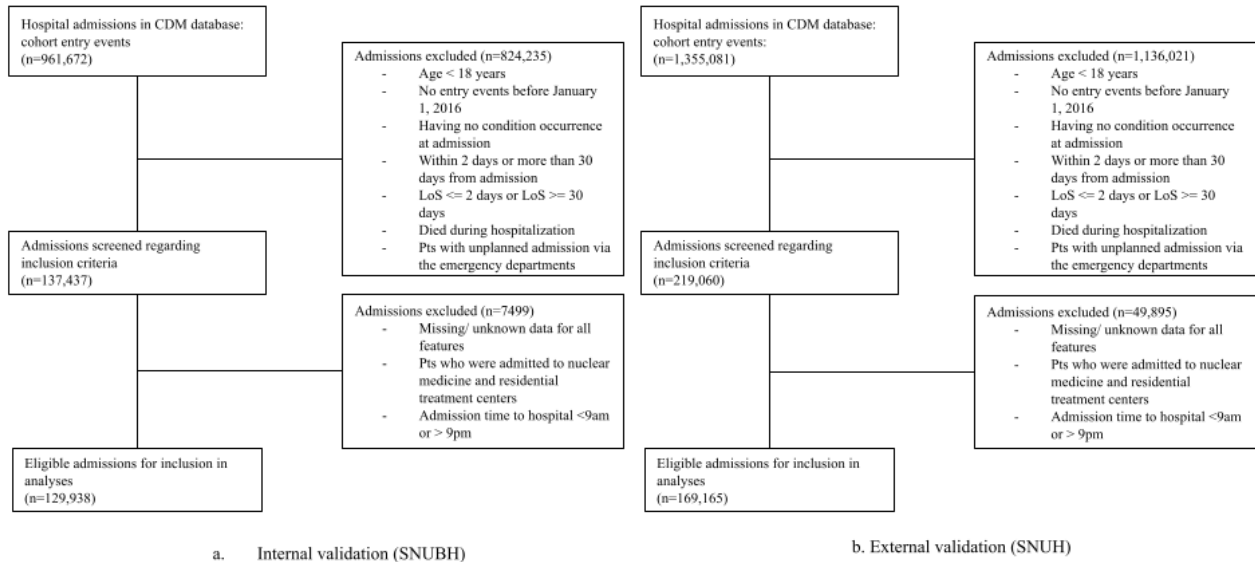 Hospital admissions in CDM database:
cohort entry events
(n=961,672)
Admissions excluded (n=824,235)
- Age < 18 years
- No entry events before January
1, 2016
- Having no condition occurrence
at admission
- Within 2 days or more than 30
days from admission
- LoS <= 2 days or LoS >= 30
days
- Died during hospitalization
- Pts with unplanned admission via
the emergency departments
Admissions screened regarding
inclusion criteria
(n=137,437)
Admissions excluded (n=7499)
- Missing/ unknown data for all
features
- Pts who were admitted to nuclear
medicine and residential
treatment centers
- Admission time to hospital <9am
or > 9pm
Eligible admissions for inclusion in
analyses
(n=129,938)
a. Internal validation (SNUBH)
Hospital admissions in CDM database:
cohort entry events:
(n=1,355,081)
Admissions excluded (n=1,136,021)
- Age < 18 years
- No entry events before January
1, 2016
- Having no condition occurrence
at admission
- Within 2 days or more than 30
days from admission
- LoS <= 2 days or LoS >= 30
days
- Died during hospitalization
- Pts with unplanned admission via
the emergency departments
Admissions screened regarding
inclusion criteria
(n=219,060)
Admissions excluded (n=49,895)
- Missing/ unknown data for all
features
- Pts who were admitted to nuclear
medicine and residential
treatment centers
- Admission time to hospital <9am
or > 9pm
Eligible admissions for inclusion in
analyses
(n=169,165)
b. External validation (SNUH)